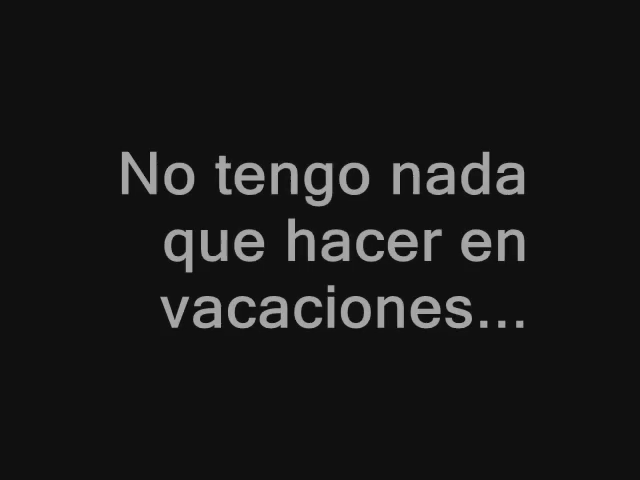 No tengo nada
que hacer en
vacaciones...